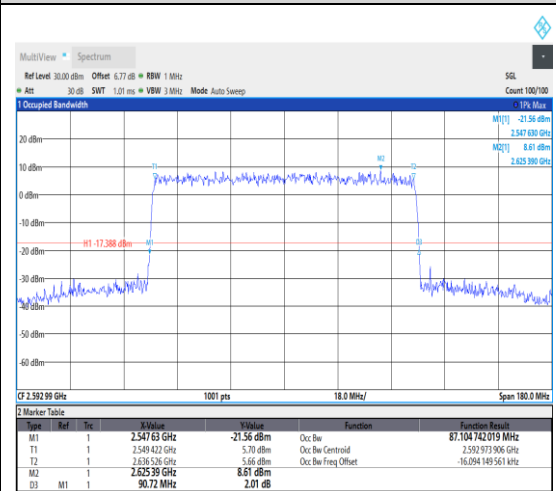 MultiView Spectrum
Ref Level 30.00 dBm Offset 6.77 dB RBW 1 MHz SGL
Att 30 dB SWT 1.01 ms VBW 3 MHz Mode Auto Sweep Count 100/100
1 Occupied Bandwidth 1Pk Max
M1[1] -21.56 dBm
2.547 630 GHz
M2[1] 8.61 dBm
2.625 390 GHz
20 dBm
M2
T1 T2
10 dBm
0 dBm
-10 dBm
H1 -17.388 dBm M1 D3
-20 dBm
-30 dBm
-40 dBm
-50 dBm
-60 dBm
CF 2.592 99 GHz 1001 pts 18.0 MHz/ Span 180.0 MHz
2 Marker Table
Type Ref Trc X-Value Y-Value Function Function Result
M1 1 2.547 63 GHz -21.56 dBm Occ Bw 87.104 742 019 MHz
T1 1 2.549 422 GHz 5.70 dBm Occ Bw Centroid 2.592 973 906 GHz
T2 1 2.636 526 GHz 5.66 dBm Occ Bw Freq Offset -16.094 149 561 kHz
M2 1 2.625 39 GHz 8.61 dBm
D3 M1 1 90.72 MHz 2.01 dB